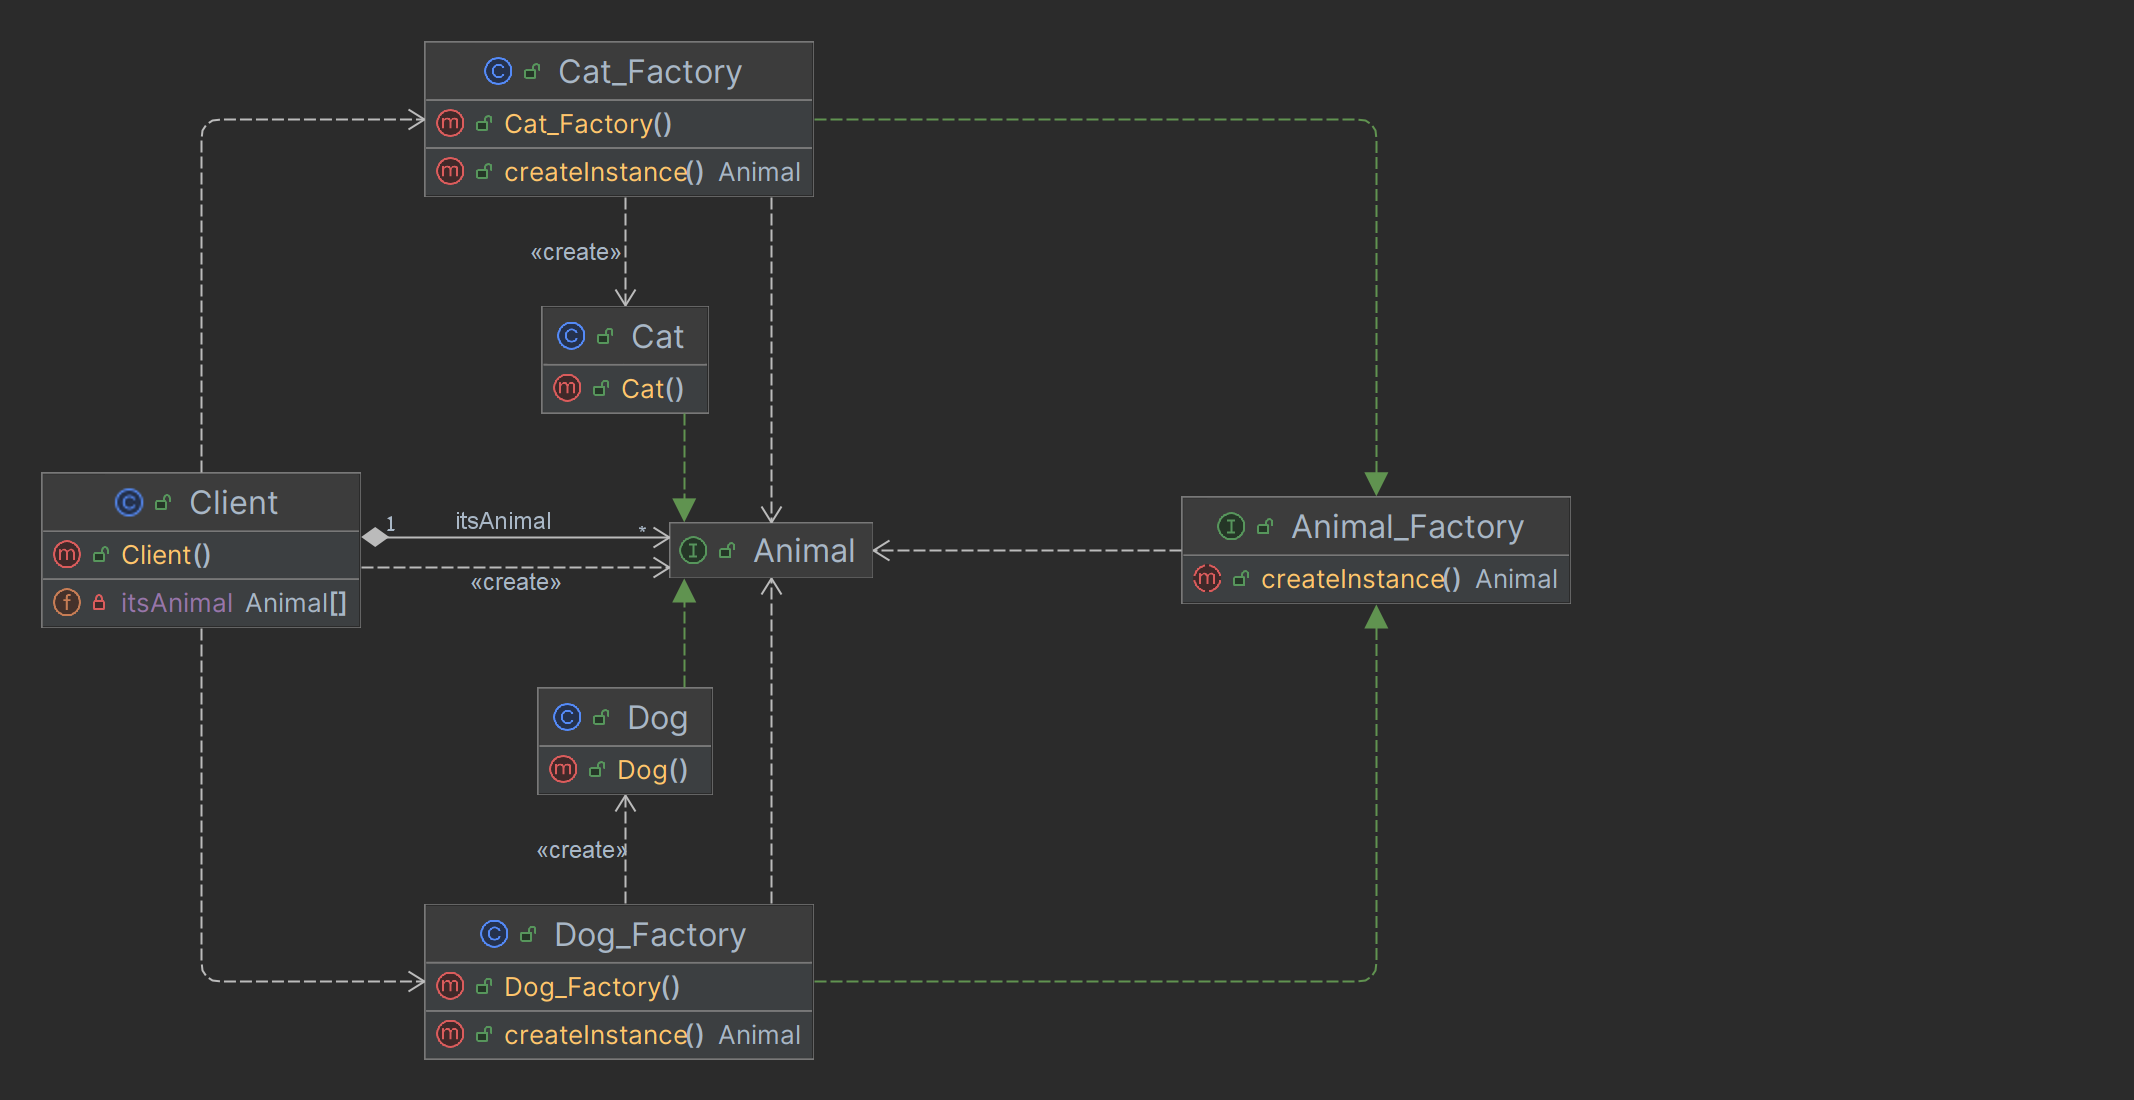 Cat_Factory
Cat_Factory()
createInstance() Animal
«create»
Cat
Cat()
Client
Client()
itsAnimal Animal[]
1 itsAnimal *
«create»
Animal
Animal_Factory
createInstance() Animal
Dog
Dog()
«create»
Dog_Factory
Dog_Factory()
createInstance() Animal